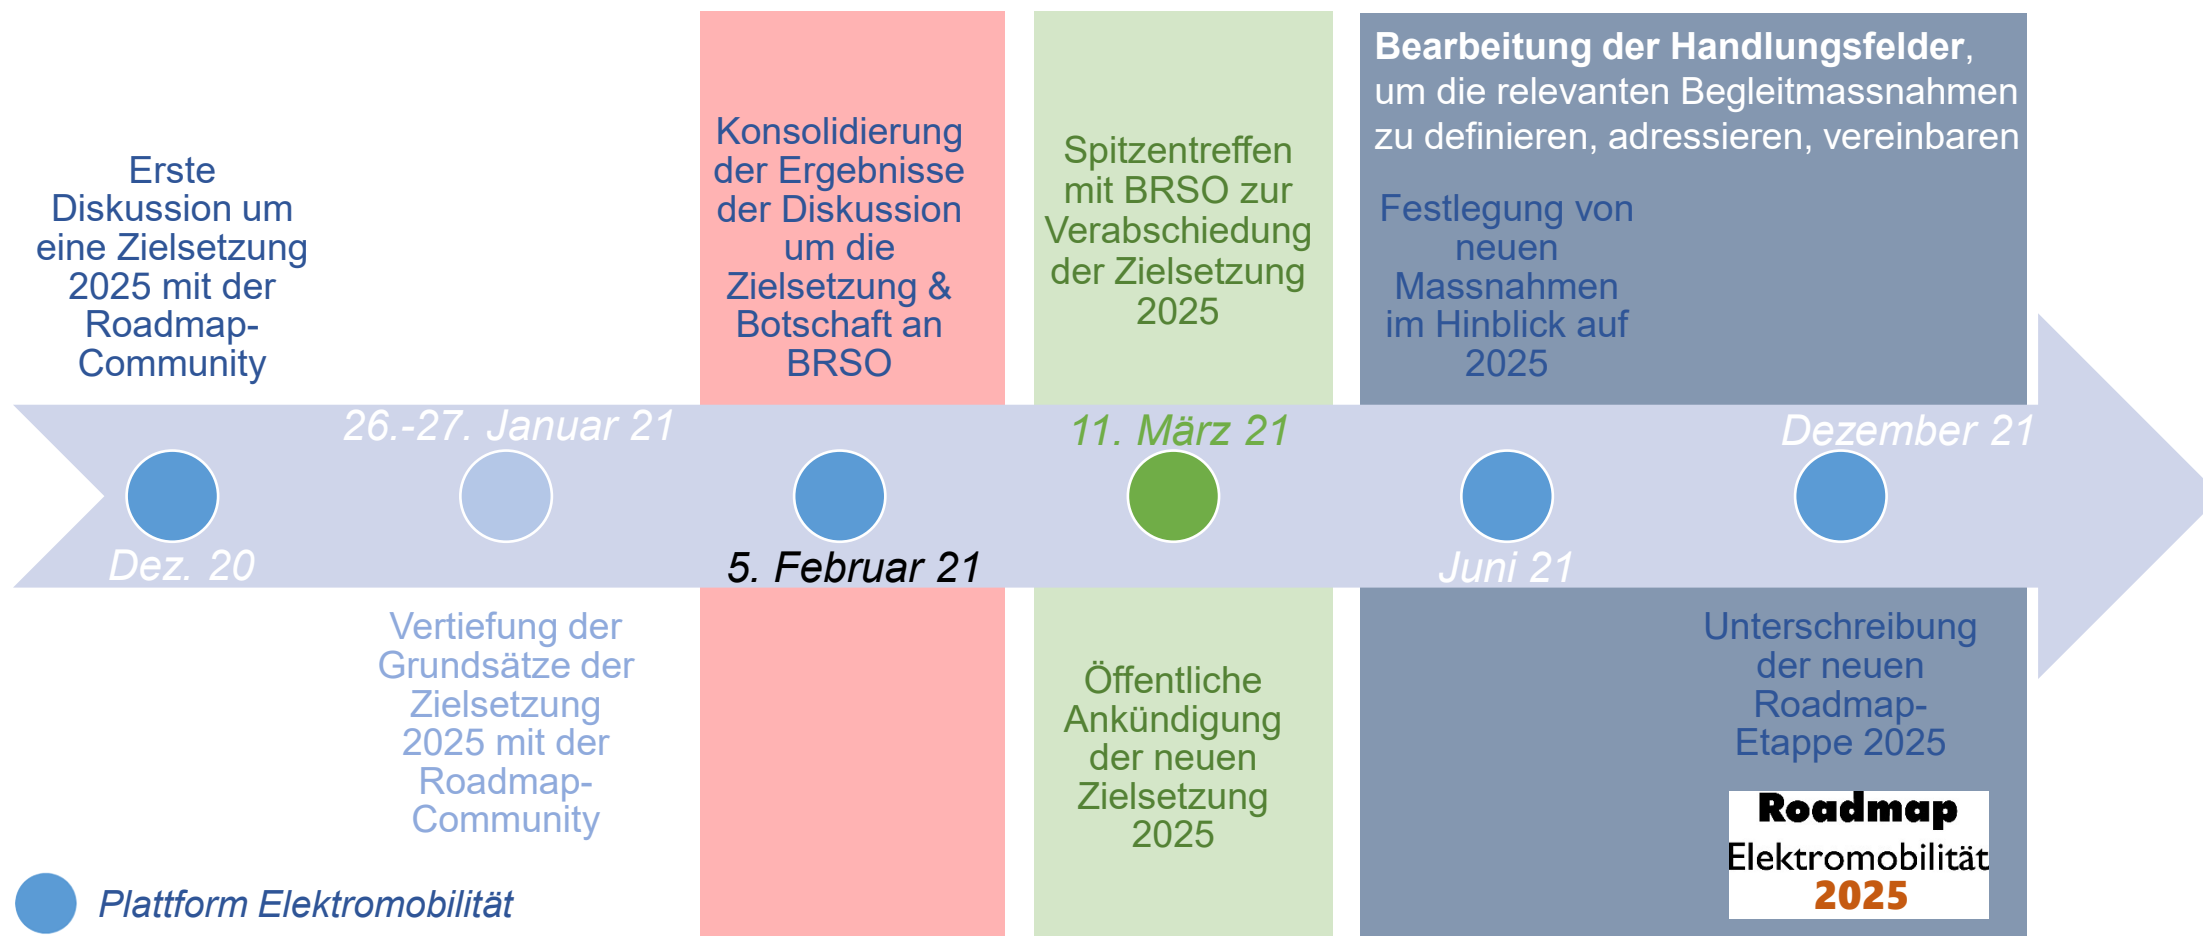 Erste
Diskussion um
eine Zielsetzung
2025 mit der
Roadmap-
Community
Dez. 20
26.-27. Januar 21
Vertiefung der
Grundsätze der
Zielsetzung
2025 mit der
Roadmap-
Community
Konsolidierung
der Ergebnisse
der Diskussion
um die
Zielsetzung &
Botschaft an
BRSO
5. Februar 21
Spitzentreffen
mit BRSO zur
Verabschiedung
der Zielsetzung
2025
11. März 21
Öffentliche
Ankündigung
der neuen
Zielsetzung
2025
Bearbeitung der Handlungsfelder,
um die relevanten Begleitmassnahmen
zu definieren, adressieren, vereinbaren
Festlegung von
neuen
Massnahmen
im Hinblick auf
2025
Juni 21
Dezember 21
Unterschreibung
der neuen
Roadmap-
Etappe 2025
Roadmap
Elektromobilität
2025
Plattform Elektromobilität